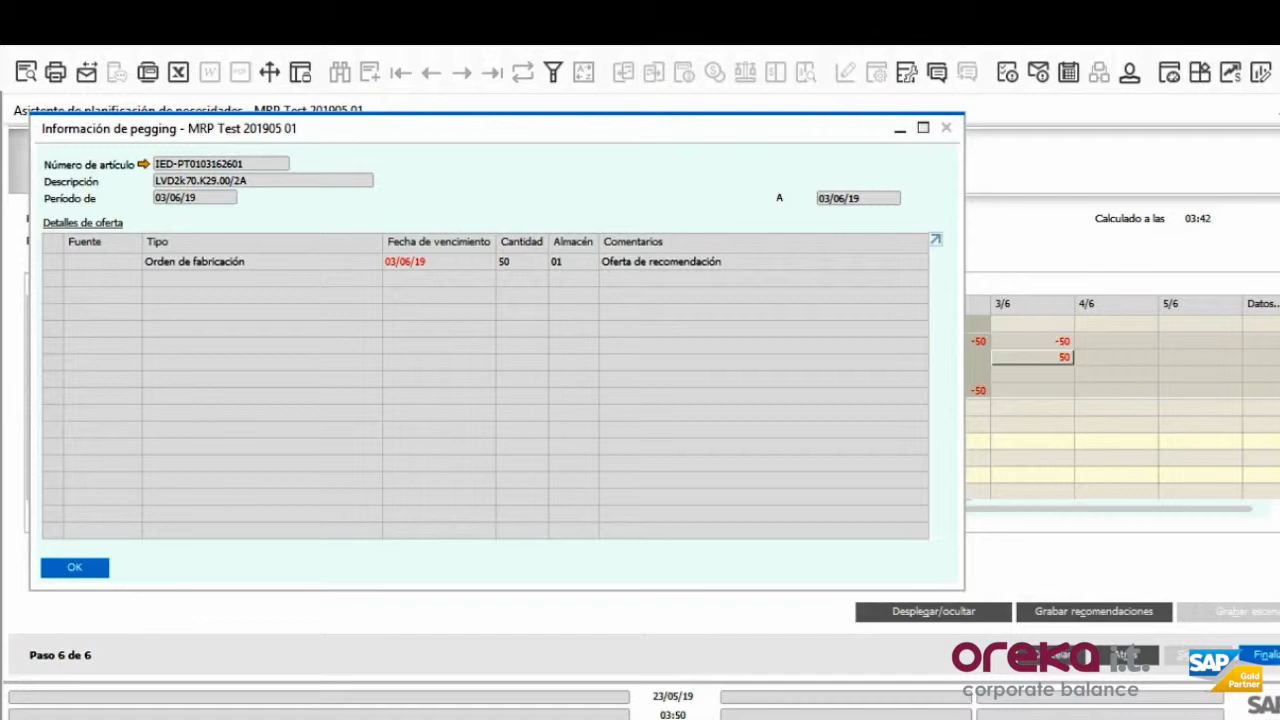 Asistente de planificación de necesidades - MRP Test 201905 01
Información de pegging - MRP Test 201905 01
Número de artículo IED-PT0103162601
Descripción LVD2k70.K29.00/2A
Período de 03/06/19 A 03/06/19
Calculado a las 03:42
Detalles de oferta
Fuente Tipo Fecha de vencimiento Cantidad Almacén Comentarios
Orden de fabricación 03/06/19 50 01 Oferta de recomendación
3/6 4/6 5/6 Datos...
-50 -50
50
-50
OK
Desplegar/ocultar Grabar recomendaciones Grabar
Paso 6 de 6
oreka i.t.
corporate balance
SAP Gold Partner
23/05/19
03:50